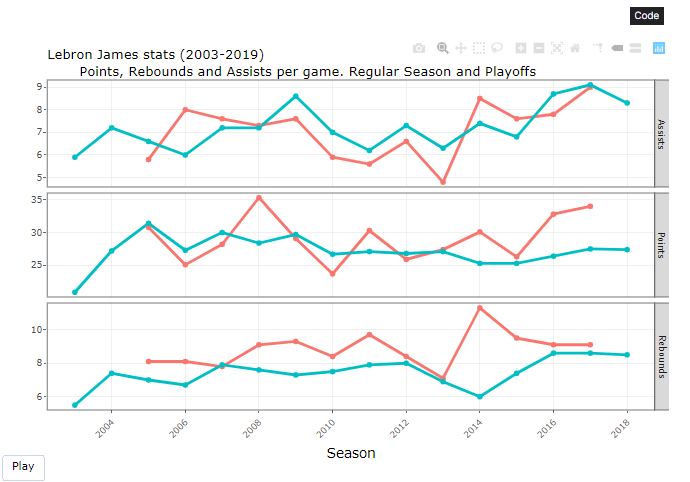 Code
Lebron James stats (2003-2019)
Points, Rebounds and Assists per game. Regular Season and Playoffs
9
8
7
6
5
Assists
35
30
25
Points
10
8
6
Rebounds
2004 2006 2008 2010 2012 2014 2016 2018
Season
Play